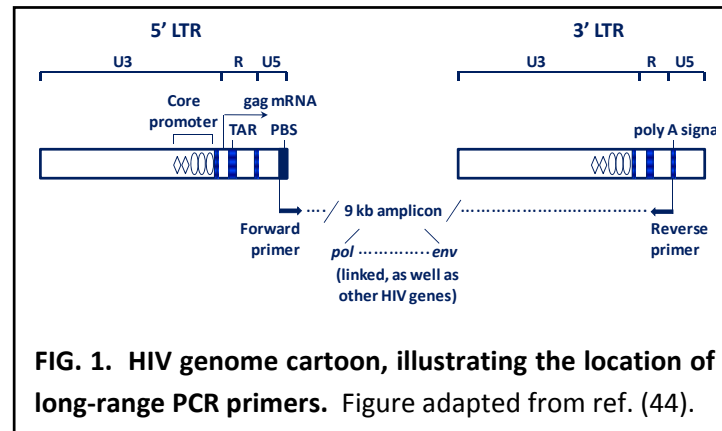 5' LTR 3' LTR
U3 R U5 U3 R U5
Core gag mRNA
promoter TAR PBS poly A signa
Forward 9 kb amplicon Reverse
primer primer
pol env
(linked, as well as
other HIV genes)
FIG. 1. HIV genome cartoon, illustrating the location of
long-range PCR primers. Figure adapted from ref. (44).